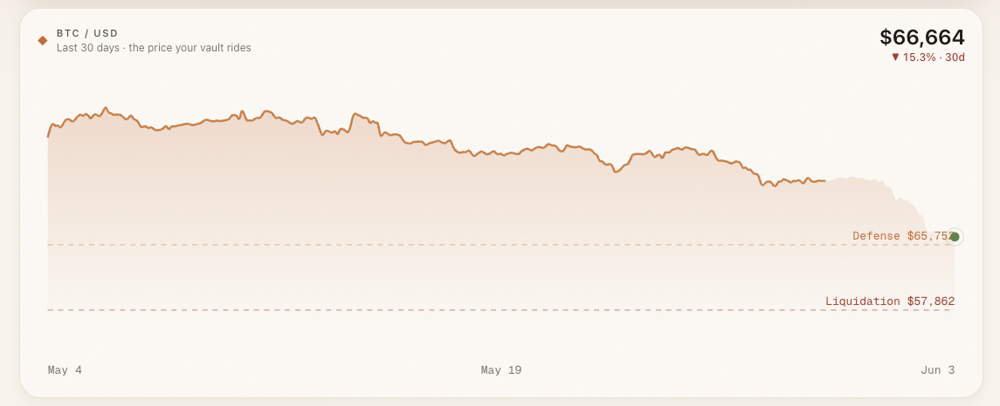 BTC / USD
Last 30 days · the price your vault rides
$66,664
▼ 15.3% · 30d
Defense $65,752
Liquidation $57,862
May 4
May 19
Jun 3